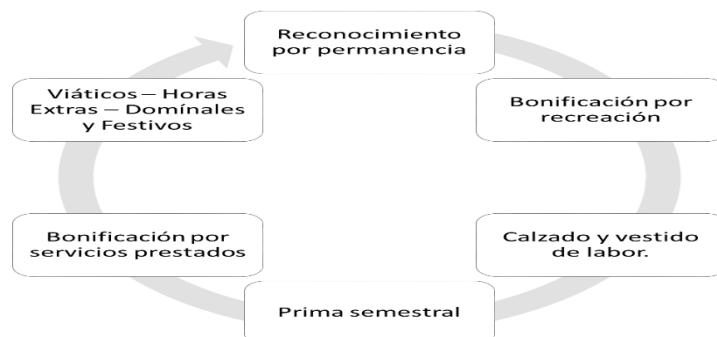 Reconocimiento
por permanencia
Bonificación por
recreación
Calzado y vestido
de labor.
Prima semestral
Bonificación por
servicios prestados
Viáticos – Horas
Extras – Domínales
y Festivos